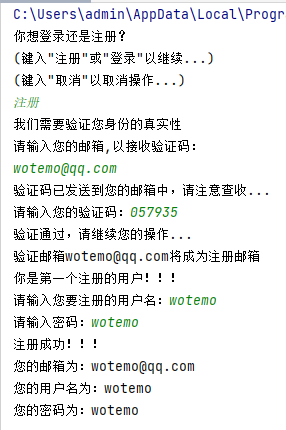 C:\Users\admin\AppData\Local\Progr
你想登录还是注册？
(键入"注册"或"登录"以继续...)
(键入"取消"以取消操作...)
注册
我们需要验证您身份的真实性
请输入您的邮箱,以接收验证码：
wotemo@qq.com
验证码已发送到您的邮箱中，请注意查收...
请输入您的验证码：057935
验证通过，请继续您的操作...
验证邮箱wotemo@qq.com将成为注册邮箱
你是第一个注册的用户！！！
请输入您要注册的用户名：wotemo
请输入密码：wotemo
注册成功！！！
您的邮箱为：wotemo@qq.com
您的用户名为：wotemo
您的密码为：wotemo